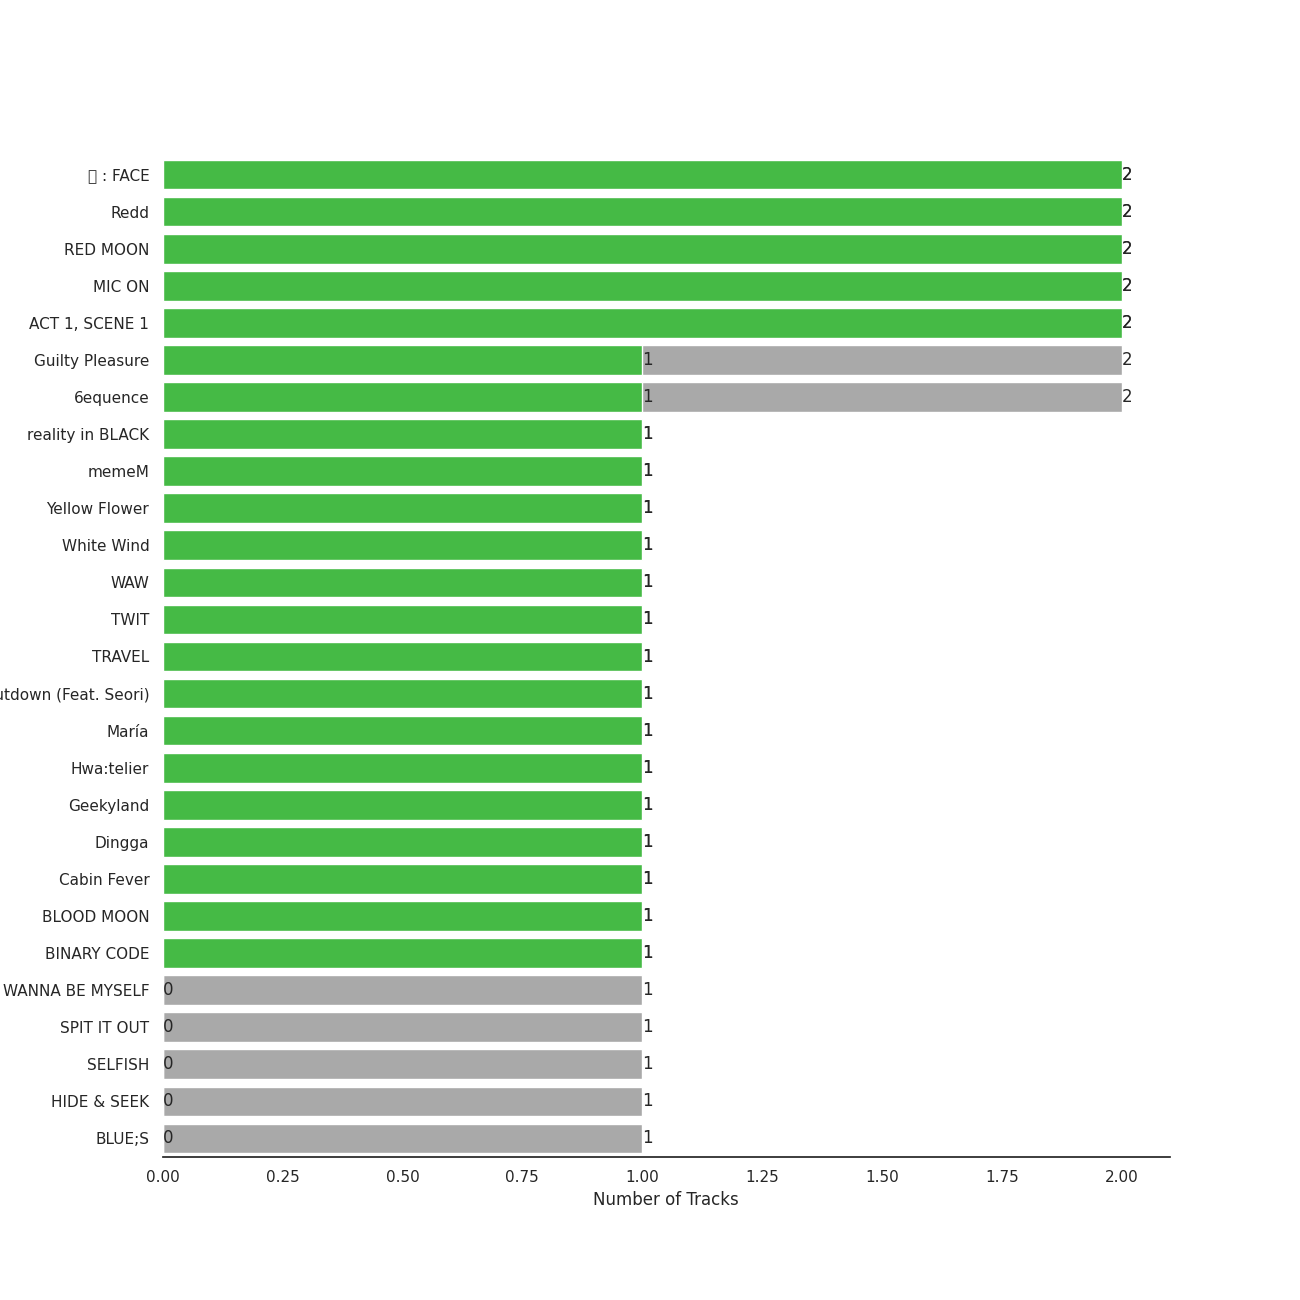 : FACE 2
Redd 2
RED MOON 2
MIC ON 2
ACT 1, SCENE 1 2
Guilty Pleasure 1 2
6equence 1 2
reality in BLACK 1
memeM 1
Yellow Flower 1
White Wind 1
WAW 1
TWIT 1
TRAVEL 1
(Feat. Seori) 1
María 1
Hwa:telier 1
Geekyland 1
Dingga 1
Cabin Fever 1
BLOOD MOON 1
BINARY CODE 1
WANNA BE MYSELF 0 1
SPIT IT OUT 0 1
SELFISH 0 1
HIDE & SEEK 0 1
BLUE;S 0 1
0.00 0.25 0.50 0.75 1.00 1.25 1.50 1.75 2.00
Number of Tracks